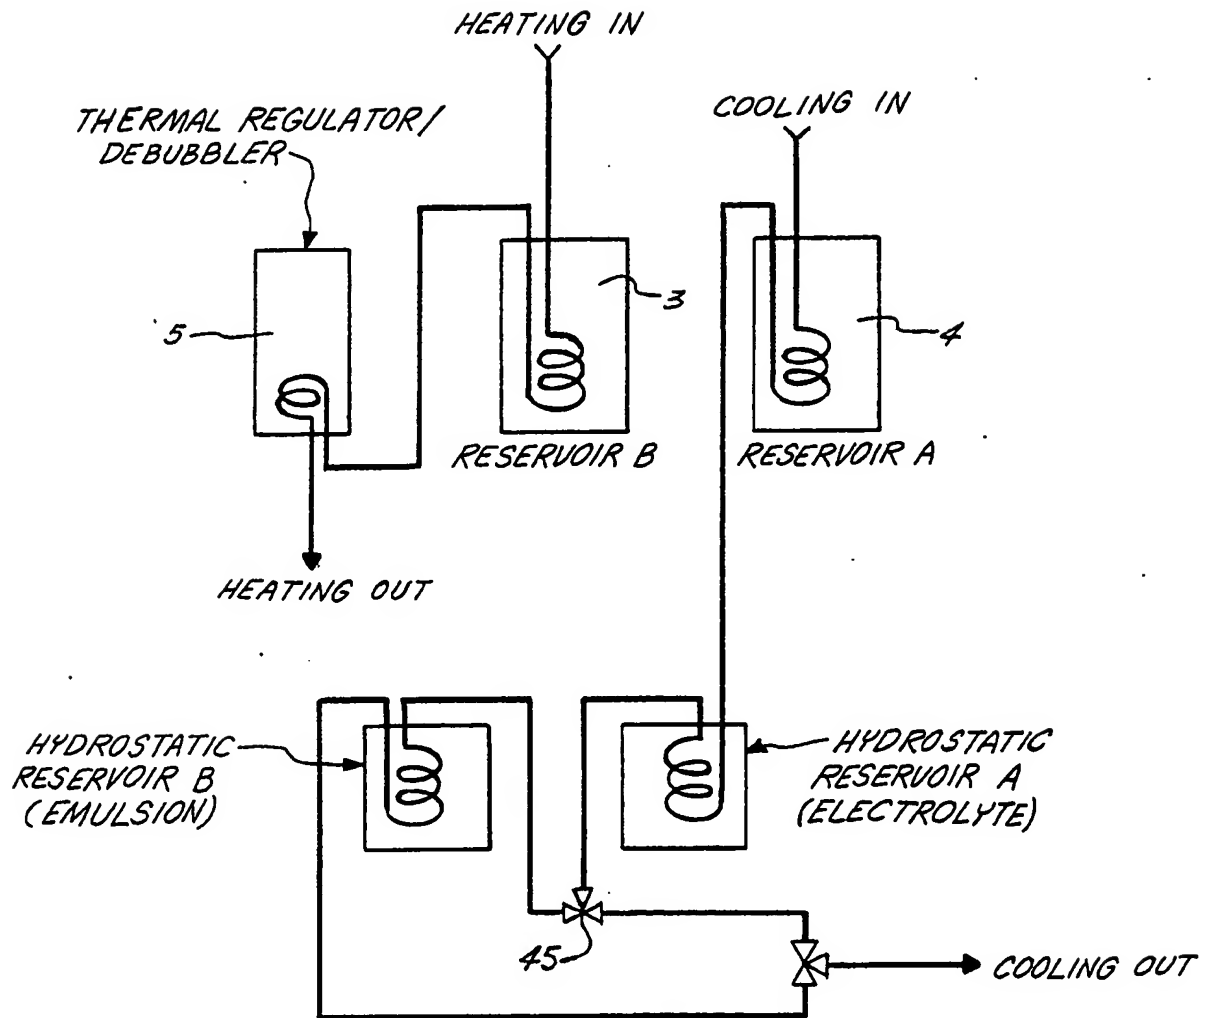 HEATING IN
COOLING IN
THERMAL REGULATOR/
DEBUBBLER
3
5
4
RESERVOIR B
RESERVOIR A
HEATING OUT
HYDROSTATIC
RESERVOIR B
(EMULSION)
HYDROSTATIC
RESERVOIR A
(ELECTROLYTE)
45
COOLING OUT